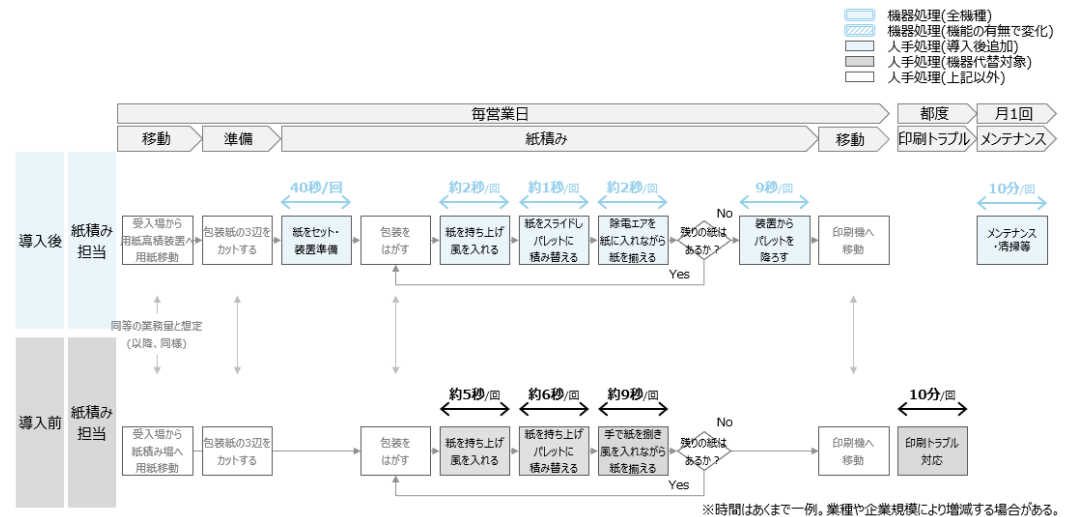 機器処理(全機種)
機器処理(機能の有無で変化)
人手処理(導入後追加)
人手処理(機器代替対象)
人手処理(上記以外)
毎営業日
都度
月1回
移動
準備
紙積み
移動
印刷トラブル
メンテナンス
導入後
紙積み
担当
40秒/回
約2秒/回
約1秒/回
約2秒/回
9秒/回
10分/回
受入場から
用紙高積装置へ
用紙移動
包装紙の3辺を
カットする
紙をセット・
装置準備
包装を
はがす
紙を持ち上げ
風を入れる
紙をスライドし
パレットに
積み替える
除電エアを
紙に入れながら
紙を揃える
残りの紙は
あるか？
No
Yes
装置から
パレットを
降ろす
印刷機へ
移動
メンテナンス
・清掃等
同等の業務量と想定
(以降、同様)
導入前
紙積み
担当
約5秒/回
約6秒/回
約9秒/回
10分/回
受入場から
紙積み場へ
用紙移動
包装紙の3辺を
カットする
包装を
はがす
紙を持ち上げ
風を入れる
紙を持ち上げ
パレットに
積み替える
手で紙を捌き
風を入れながら
紙を揃える
残りの紙は
あるか？
No
Yes
印刷機へ
移動
印刷トラブル
対応
※時間はあくまで一例。業種や企業規模により増減する場合がある。